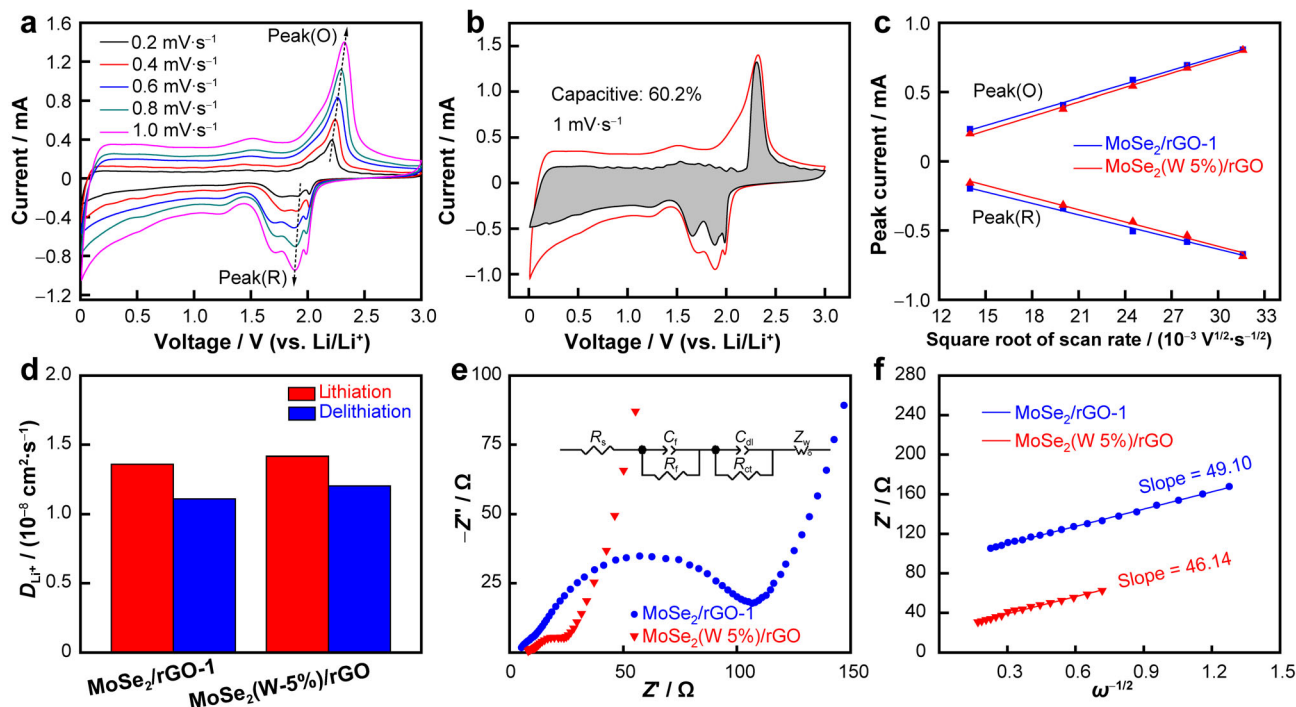 a
1.6
1.2
0.8
0.4
0
−0.4
−0.8
−1.2
Current / mA
0.2 mV·s⁻¹
0.4 mV·s⁻¹
0.6 mV·s⁻¹
0.8 mV·s⁻¹
1.0 mV·s⁻¹
Peak(O)
Peak(R)
0 0.5 1.0 1.5 2.0 2.5 3.0
Voltage / V (vs. Li/Li⁺)
b
1.5
1.0
0.5
0
−0.5
−1.0
Current / mA
Capacitive: 60.2%
1 mV·s⁻¹
0 0.5 1.0 1.5 2.0 2.5 3.0
Voltage / V (vs. Li/Li⁺)
c
1.0
0.5
0
−0.5
−1.0
Peak current / mA
Peak(O)
MoSe₂/rGO-1
MoSe₂(W 5%)/rGO
Peak(R)
15 18 21 24 27 30 33
Square root of scan rate / (10⁻³ V¹ᐟ²·s⁻¹ᐟ²)
d
2.0
1.5
1.0
0.5
0
D_Li⁺ / (10⁻⁸ cm²·s⁻¹)
Lithiation
Delithiation
MoSe₂/rGO-1
MoSe₂(W-5%)/rGO
e
100
75
50
25
−Z″ / Ω
R_s C_f C_dl Z_w
R_f R_ct
MoSe₂/rGO-1
MoSe₂(W 5%)/rGO
0 50 100 150
Z′ / Ω
f
280
240
200
160
120
80
40
0
Z′ / Ω
MoSe₂/rGO-1
MoSe₂(W 5%)/rGO
Slope = 49.10
Slope = 46.14
0.3 0.6 0.9 1.2 1.5
ω⁻¹ᐟ²